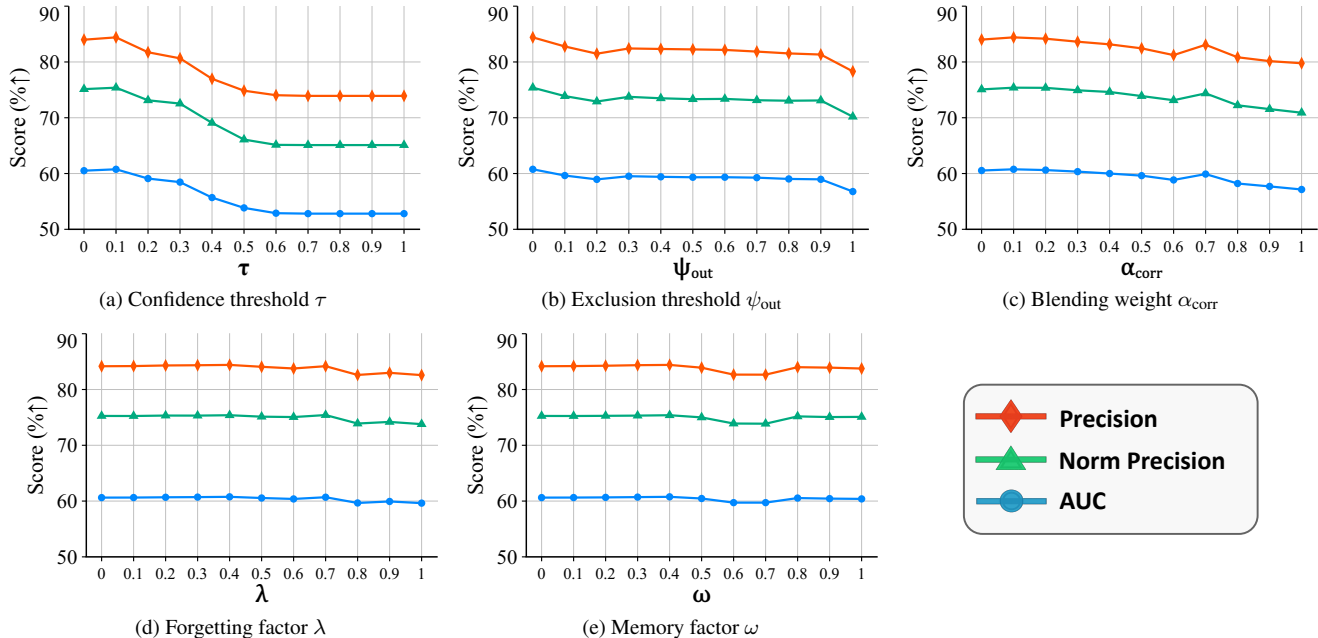 90
80
70
60
50
Score (%↑)
0 0.1 0.2 0.3 0.4 0.5 0.6 0.7 0.8 0.9 1
τ
(a) Confidence threshold τ
90
80
70
60
50
Score (%↑)
0 0.1 0.2 0.3 0.4 0.5 0.6 0.7 0.8 0.9 1
ψout
(b) Exclusion threshold ψout
90
80
70
60
50
Score (%↑)
0 0.1 0.2 0.3 0.4 0.5 0.6 0.7 0.8 0.9 1
αcorr
(c) Blending weight αcorr
90
80
70
60
50
Score (%↑)
0 0.1 0.2 0.3 0.4 0.5 0.6 0.7 0.8 0.9 1
λ
(d) Forgetting factor λ
90
80
70
60
50
Score (%↑)
0 0.1 0.2 0.3 0.4 0.5 0.6 0.7 0.8 0.9 1
ω
(e) Memory factor ω
Precision
Norm Precision
AUC